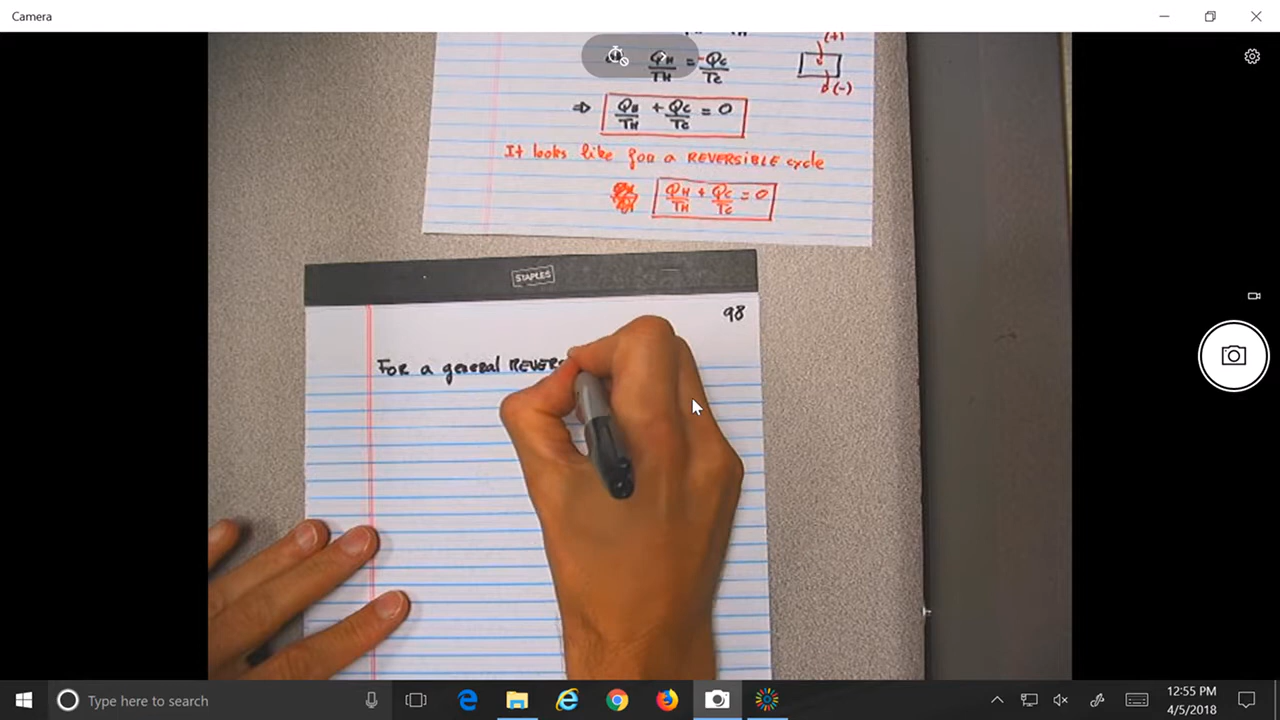 Camera
(+)
QH = -QC
TH TC
(-)
⇒ QH + QC = 0
TH TC
It looks like for a REVERSIBLE cycle
QH + QC = 0
TH TC
STAPLES
98
For a general REVERS
Type here to search
12:55 PM
4/5/2018